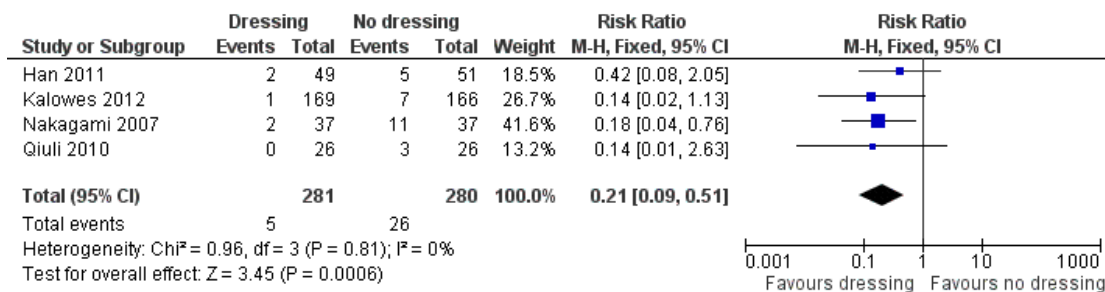 Dressing No dressing Risk Ratio Risk Ratio
Study or Subgroup Events Total Events Total Weight M-H, Fixed, 95% CI M-H, Fixed, 95% CI
Han 2011 2 49 5 51 18.5% 0.42 [0.08, 2.05]
Kalowes 2012 1 169 7 166 26.7% 0.14 [0.02, 1.13]
Nakagami 2007 2 37 11 37 41.6% 0.18 [0.04, 0.76]
Qiuli 2010 0 26 3 26 13.2% 0.14 [0.01, 2.63]
Total (95% CI) 281 280 100.0% 0.21 [0.09, 0.51]
Total events 5 26
Heterogeneity: Chi² = 0.96, df = 3 (P = 0.81); I² = 0%
Test for overall effect: Z = 3.45 (P = 0.0006)
0.001 0.1 1 10 1000
Favours dressing Favours no dressing